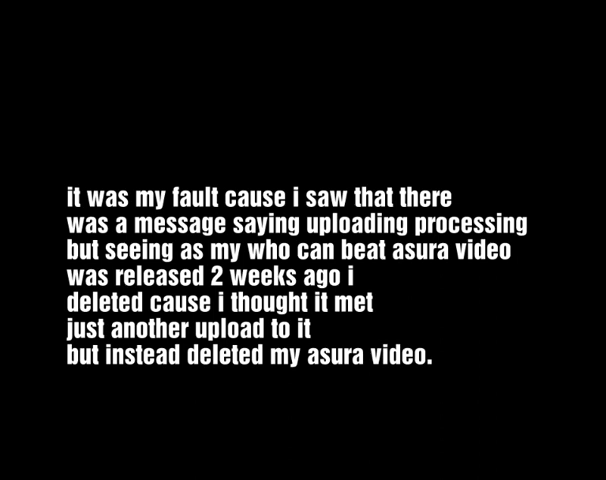 it was my fault cause i saw that there
was a message saying uploading processing
but seeing as my who can beat asura video
was released 2 weeks ago i
deleted cause i thought it met
just another upload to it
but instead deleted my asura video.